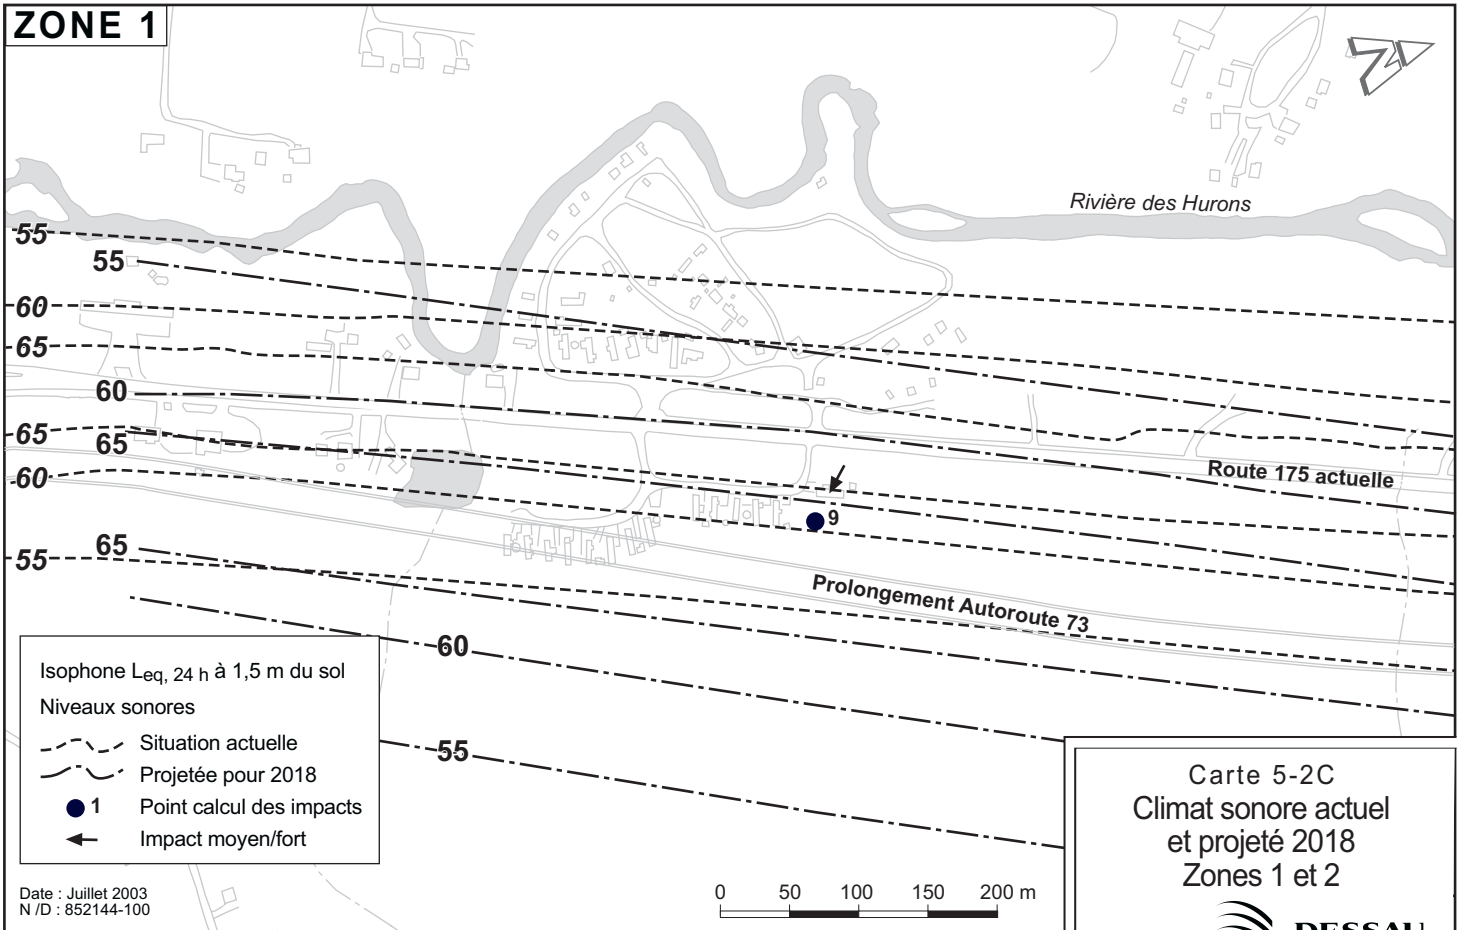 ZONE 1
Rivière des Hurons
55
55
60
65
60
65
65
60
65
55
Route 175 actuelle
9
Prolongement Autoroute 73
60
55
Isophone Leq, 24 h à 1,5 m du sol
Niveaux sonores
Situation actuelle
Projetée pour 2018
1 Point calcul des impacts
Impact moyen/fort
Date : Juillet 2003
N /D : 852144-100
0 50 100 150 200 m
Carte 5-2C
Climat sonore actuel
et projeté 2018
Zones 1 et 2
DESSAU